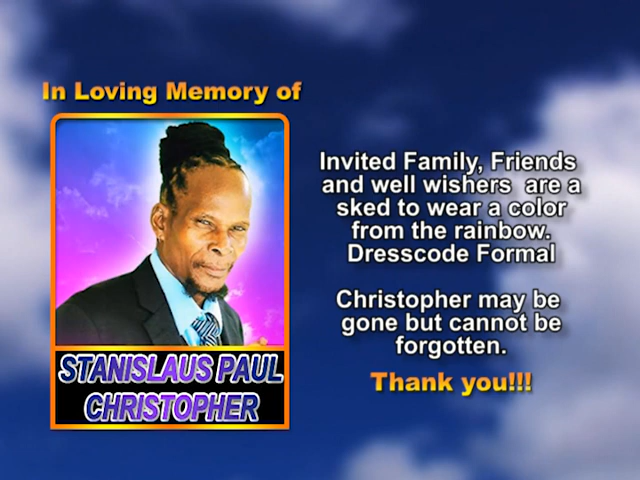 In Loving Memory of
STANISLAUS PAUL
CHRISTOPHER
Invited Family, Friends
and well wishers are a
sked to wear a color
from the rainbow.
Dresscode Formal
Christopher may be
gone but cannot be
forgotten.
Thank you!!!